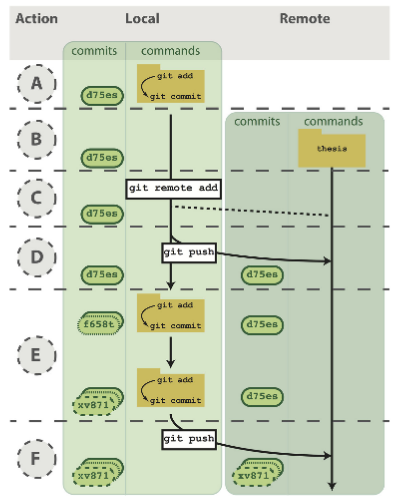 Action Local Remote
commits commands
A
git add
git commit
d75es
B
commits commands
thesis
d75es
C
git remote add
d75es
D
git push
d75es d75es
E
git add
f658t git commit d75es
git add
xv871 git commit d75es
F
git push
xv871 xv871